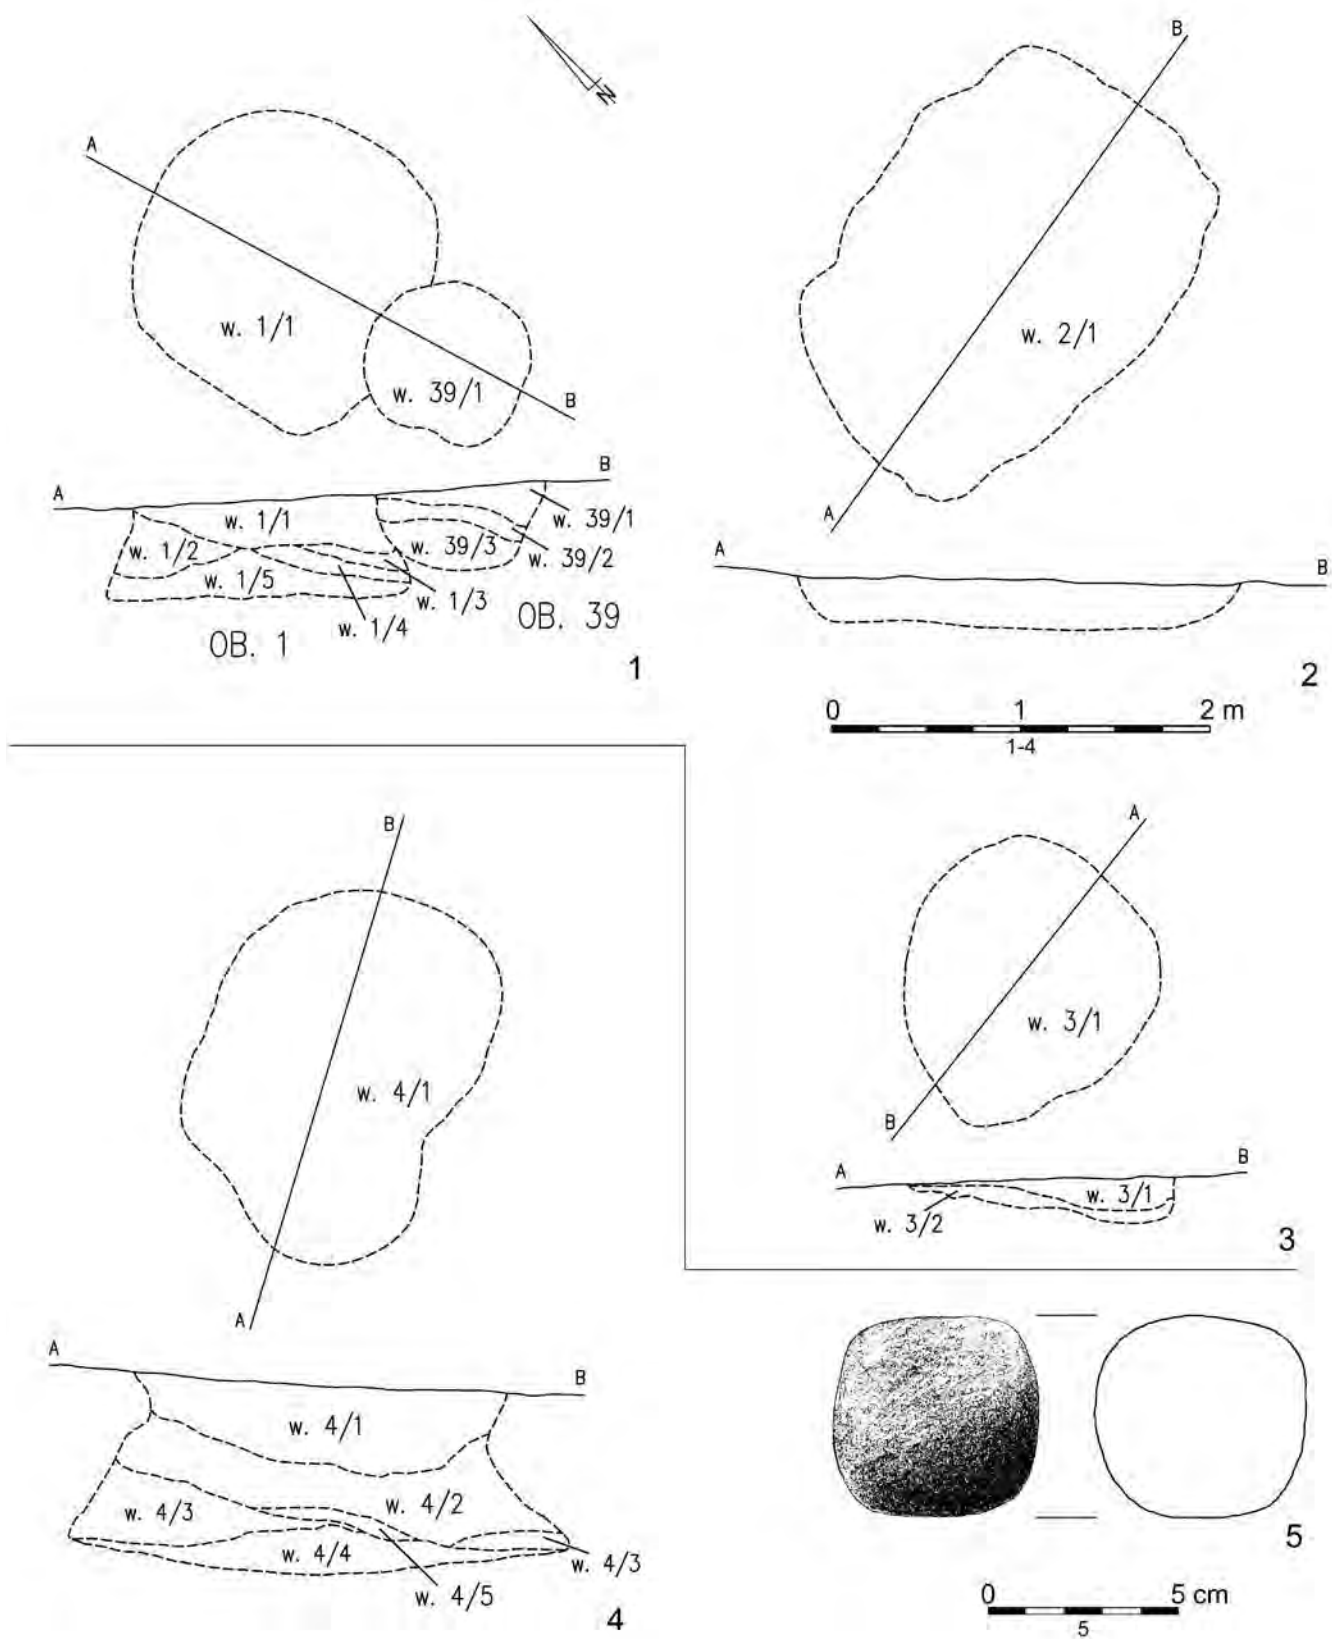 N
A
w. 1/1
w. 39/1
B
A
B
w. 1/1
w. 39/1
w. 1/2
w. 39/3
w. 39/2
w. 1/5
w. 1/3
w. 1/4
OB. 1
OB. 39
1
B
w. 2/1
A
A
B
2
0 1 2 m
1-4
A
w. 3/1
B
A
B
w. 3/1
w. 3/2
3
B
w. 4/1
A
A
B
w. 4/1
w. 4/2
w. 4/3
w. 4/4
w. 4/3
w. 4/5
4
5
0 5 cm
5